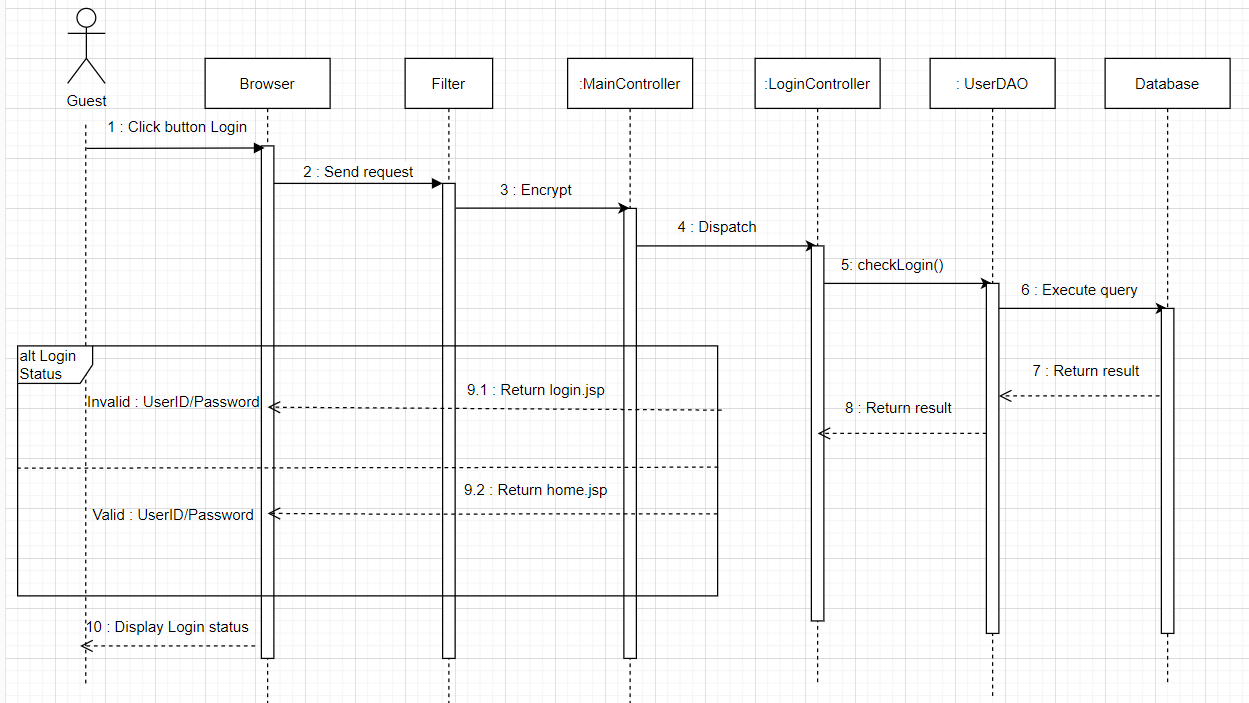 Guest
Browser
Filter
:MainController
:LoginController
: UserDAO
Database
1 : Click button Login
2 : Send request
3 : Encrypt
4 : Dispatch
5: checkLogin()
6 : Execute query
alt Login
Status
7 : Return result
9.1 : Return login.jsp
Invalid : UserID/Password
8 : Return result
9.2 : Return home.jsp
Valid : UserID/Password
10 : Display Login status